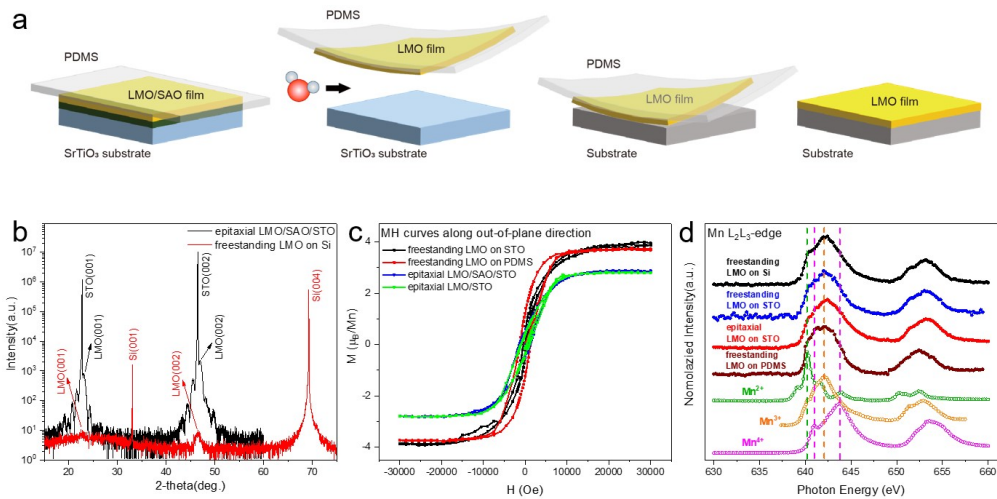 a
PDMS
LMO/SAO film
SrTiO₃ substrate
PDMS
LMO film
SrTiO₃ substrate
PDMS
LMO film
Substrate
LMO film
Substrate
b
epitaxial LMO/SAO/STO
freestanding LMO on Si
STO(001)
LMO(001)
LMO(001)
Si(001)
STO(002)
LMO(002)
LMO(002)
Si(004)
10⁷
10⁶
10⁵
10⁴
10³
10²
10¹
10⁰
Intensity(a.u.)
20 30 40 50 60 70
2-theta(deg.)
c
MH curves along out-of-plane direction
freestanding LMO on STO
freestanding LMO on PDMS
epitaxial LMO/SAO/STO
epitaxial LMO/STO
4
2
0
-2
-4
M (μ_B/Mn)
-30000 -20000 -10000 0 10000 20000 30000
H (Oe)
d
Mn L₂L₃-edge
freestanding
LMO on Si
freestanding
LMO on STO
epitaxial
LMO on STO
freestanding
LMO on PDMS
Mn²⁺
Mn³⁺
Mn⁴⁺
Nonolazied Intensity(a.u.)
630 635 640 645 650 655 660
Photon Energy (eV)